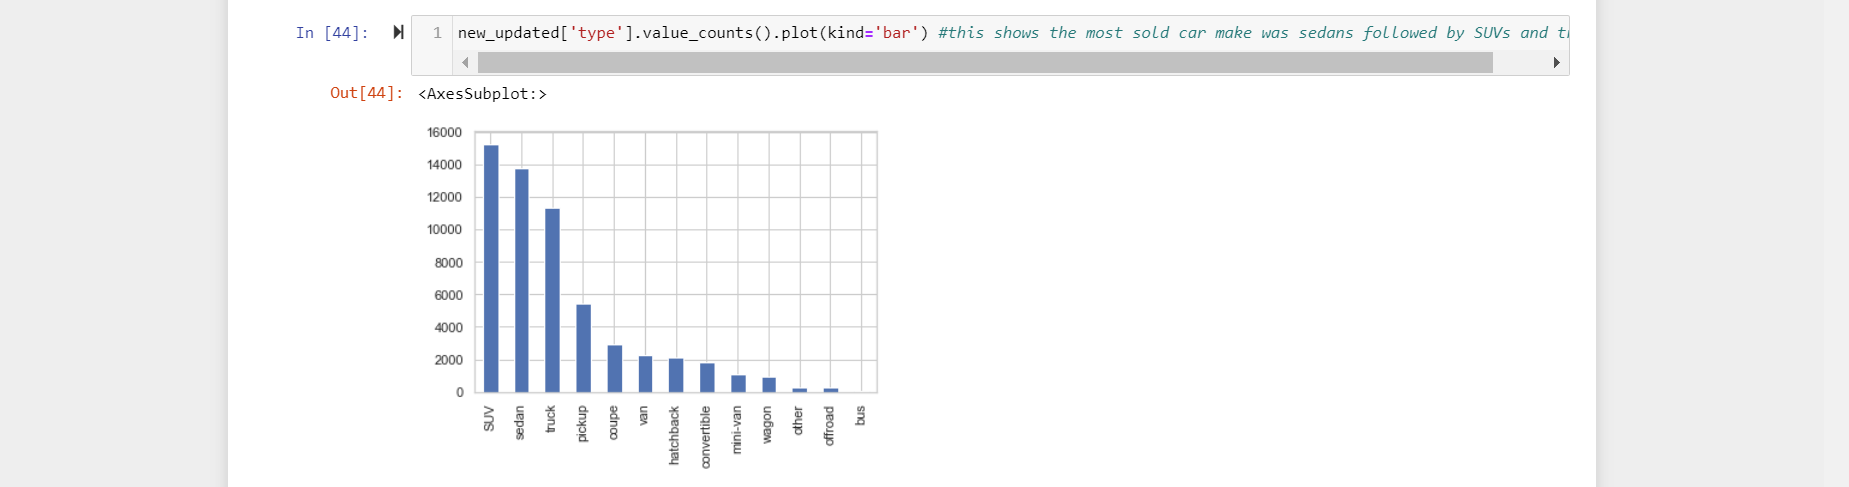 In [44]:
1 new_updated['type'].value_counts().plot(kind='bar') #this shows the most sold car make was sedans followed by SUVs and
Out[44]: <AxesSubplot:>
16000
14000
12000
10000
8000
6000
4000
2000
0
SUV
sedan
truck
pickup
coupe
van
hatchback
convertible
mini-van
wagon
other
offroad
bus